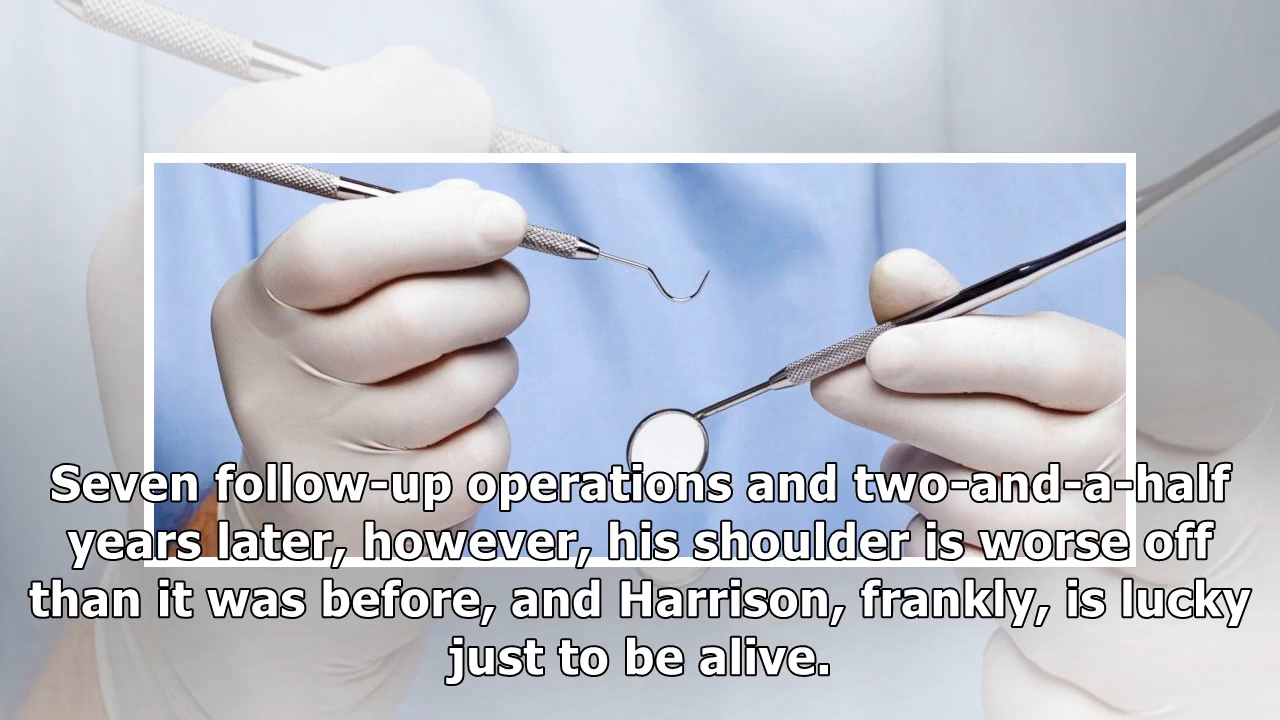 Seven follow-up operations and two-and-a-half
years later, however, his shoulder is worse off
than it was before, and Harrison, frankly, is lucky
just to be alive.